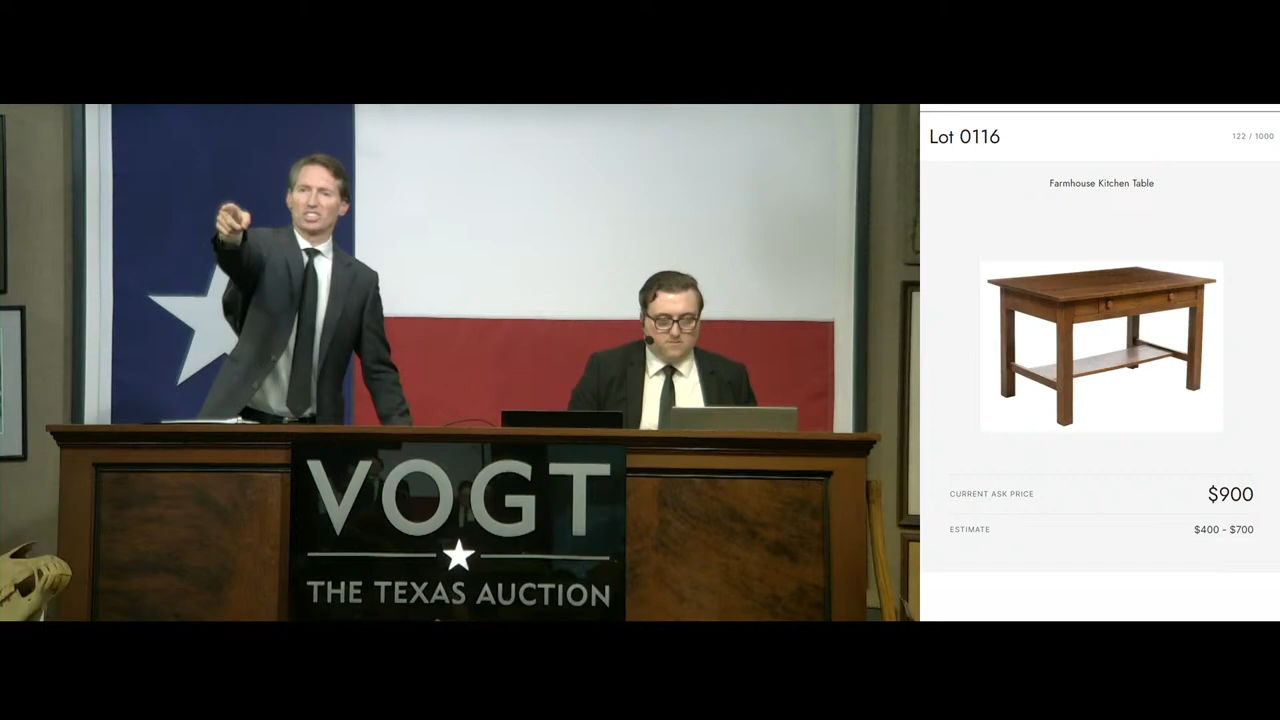 VOGT
THE TEXAS AUCTION
Lot 0116
122 / 1000
Farmhouse Kitchen Table
CURRENT ASK PRICE
$900
ESTIMATE
$400 - $700